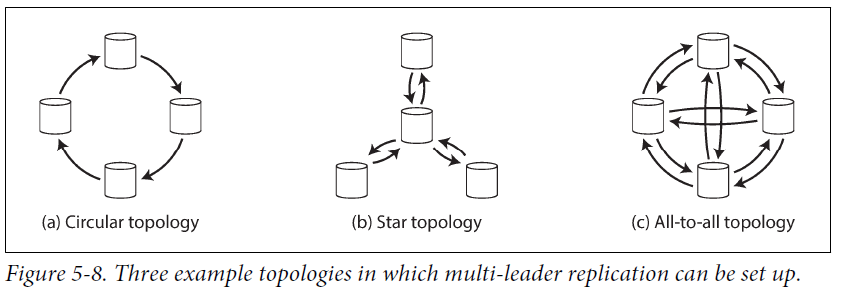 (a) Circular topology
(b) Star topology
(c) All-to-all topology
Figure 5-8. Three example topologies in which multi-leader replication can be set up.